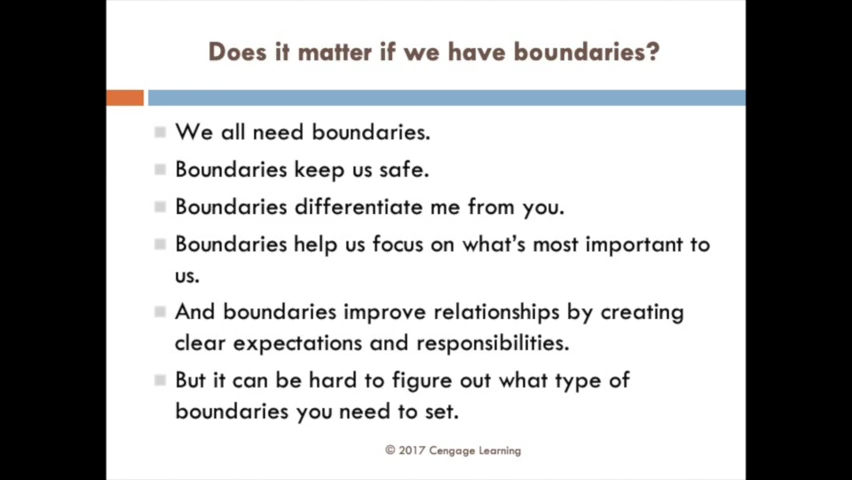 Does it matter if we have boundaries?
We all need boundaries.
Boundaries keep us safe.
Boundaries differentiate me from you.
Boundaries help us focus on what's most important to
us.
And boundaries improve relationships by creating
clear expectations and responsibilities.
But it can be hard to figure out what type of
boundaries you need to set.
© 2017 Cengage Learning